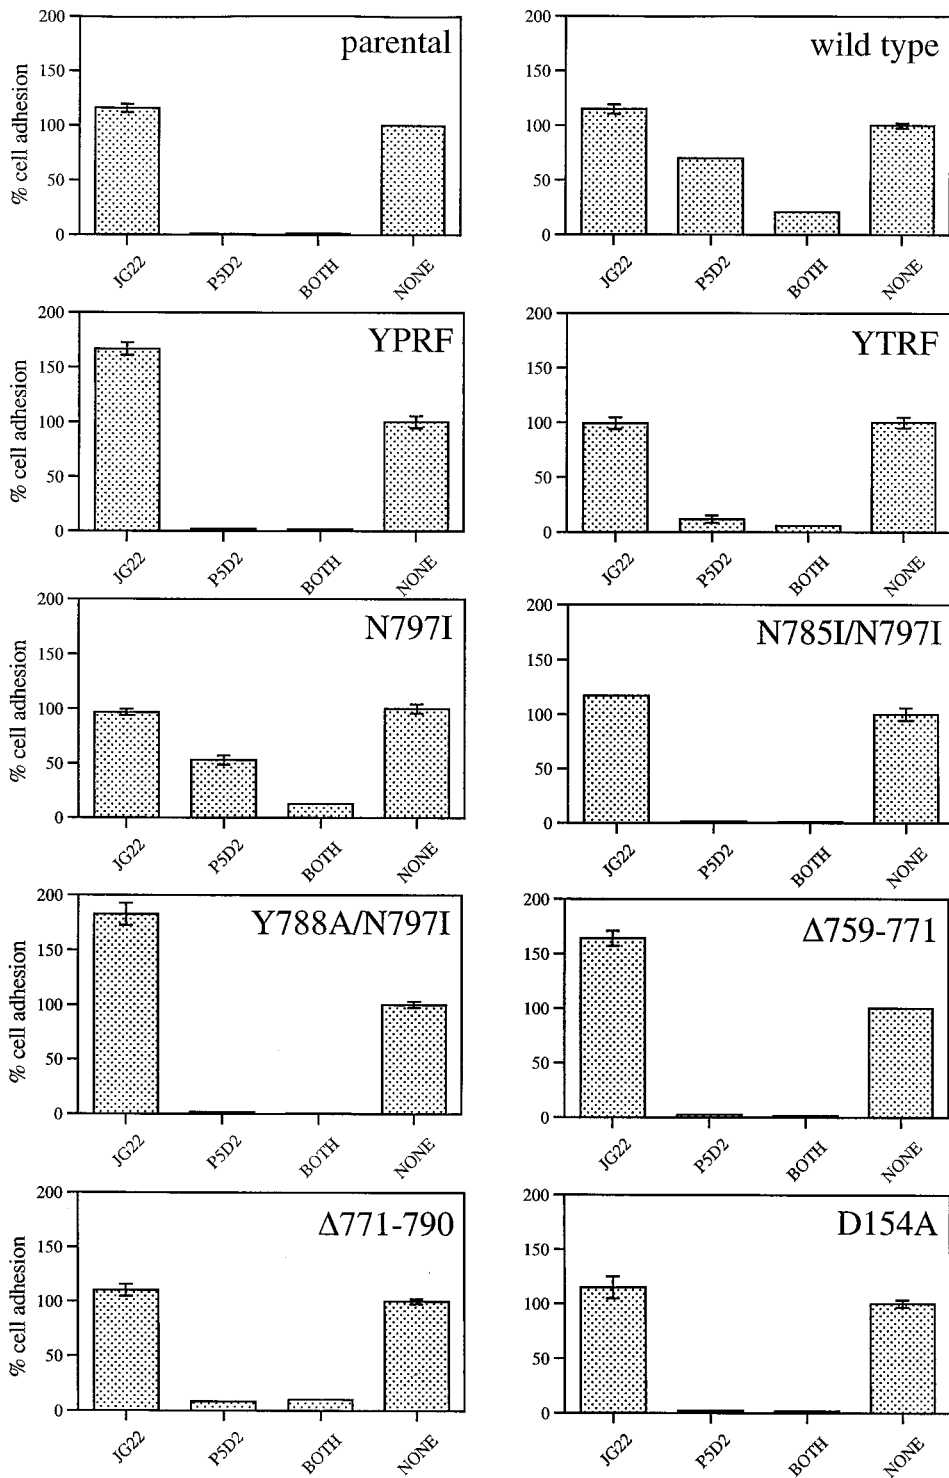 parental
% cell adhesion
200
150
100
50
0
JG22
P5D2
BOTH
NONE
wild type
200
150
100
50
0
JG22
P5D2
BOTH
NONE
YPRF
% cell adhesion
200
150
100
50
0
JG22
P5D2
BOTH
NONE
YTRF
200
150
100
50
0
JG22
P5D2
BOTH
NONE
N797I
% cell adhesion
200
150
100
50
0
JG22
P5D2
BOTH
NONE
N785I/N797I
200
150
100
50
0
JG22
P5D2
BOTH
NONE
Y788A/N797I
% cell adhesion
200
150
100
50
0
JG22
P5D2
BOTH
NONE
Δ759-771
200
150
100
50
0
JG22
P5D2
BOTH
NONE
Δ771-790
% cell adhesion
200
150
100
50
0
JG22
P5D2
BOTH
NONE
D154A
200
150
100
50
0
JG22
P5D2
BOTH
NONE